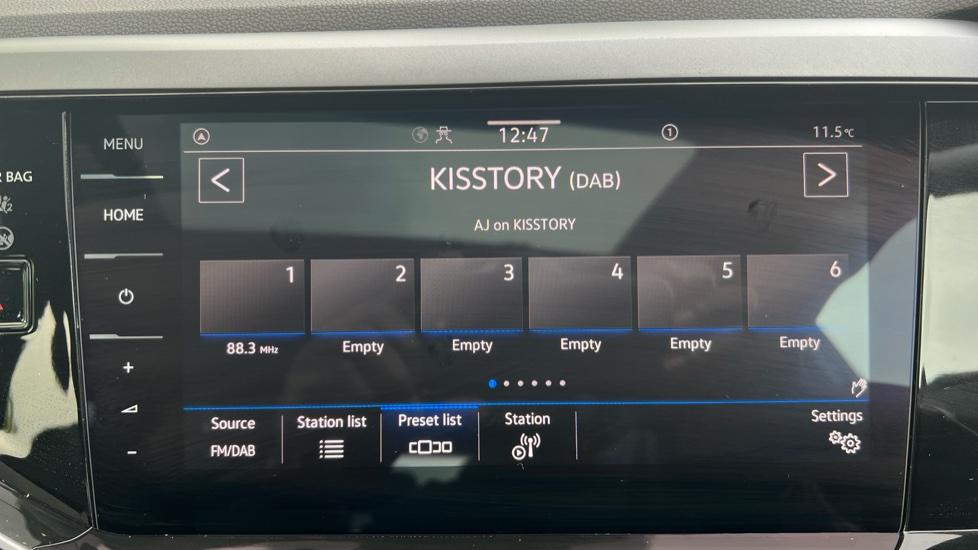 R BAG
MENU
HOME
+
−
12:47
1
11.5°C
<
KISSTORY (DAB)
>
AJ on KISSTORY
1 2 3 4 5 6
88.3 MHz Empty Empty Empty Empty Empty
Source Station list Preset list Station Settings
FM/DAB